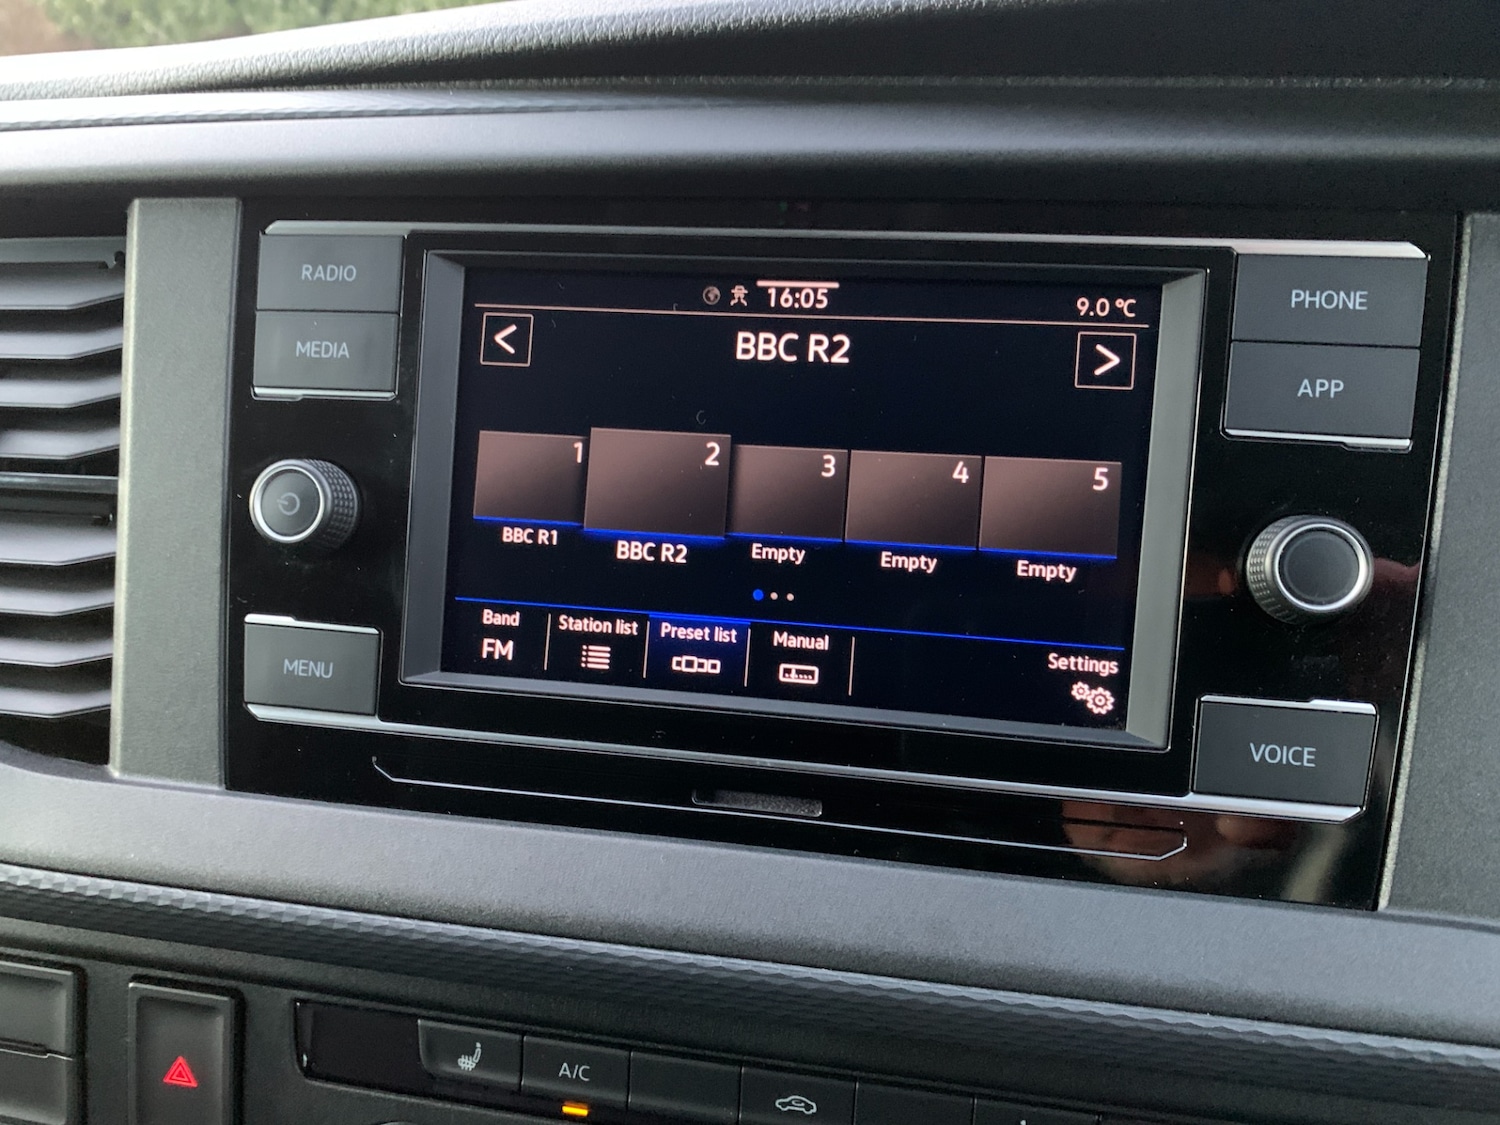 RADIO
MEDIA
MENU
PHONE
APP
VOICE
16:05
9.0 °C
<
BBC R2
>
1
2
3
4
5
BBC R1
BBC R2
Empty
Empty
Empty
Band
FM
Station list
Preset list
Manual
Settings
A/C